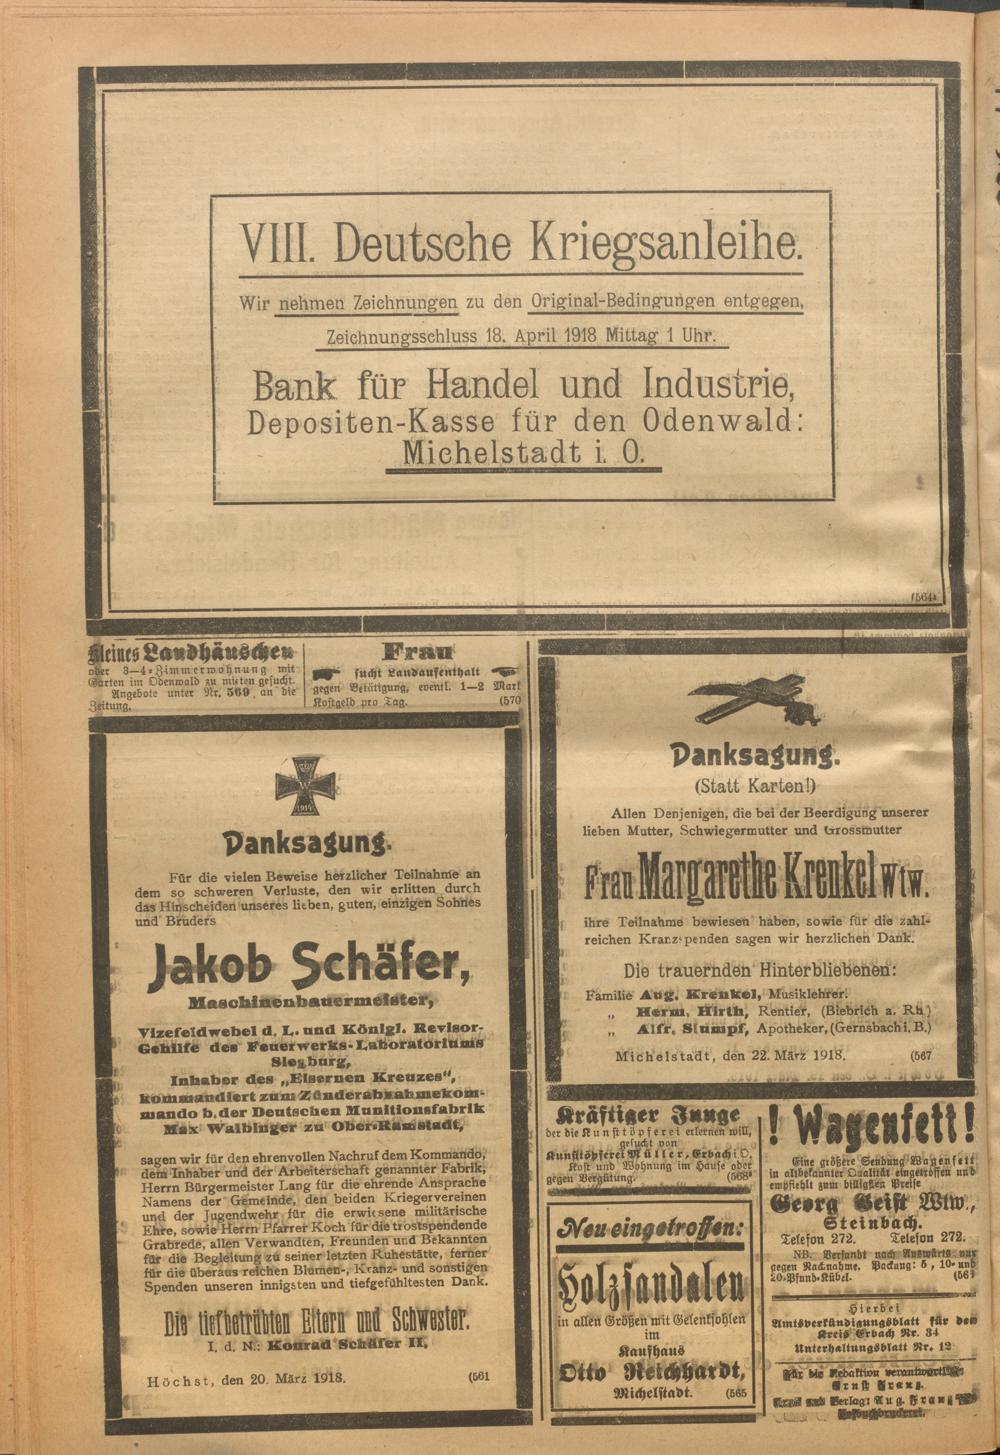 VIII. Deutsche Kriegsanleihe.
Wir nehmen Zeichnungen zu den Original-Bedingungen entgegen,
Zeichnungsschluss 18. April 1918 Mittag 1 Uhr.
Bank für Handel und Industrie,
Depositen-Kasse für den Odenwald:
Michelstadt i. O.
(564a
Kleines Landhäuschen
oder 3—4-Zimmerwohnung mit
Garten im Odenwald zu mieten gesucht.
Angebote unter Nr. 569 an die
Zeitung.
Frau
sucht Landaufenthalt
gegen Betätigung, eventl. 1—2 Mark
Kostgeld pro Tag. (570
W
1914
Danksagung.
Für die vielen Beweise herzlicher Teilnahme an
dem so schweren Verluste, den wir erlitten durch
das Hinscheiden unseres lieben, guten, einzigen Sohnes
und Bruders
Jakob Schäfer,
Maschinenbauermeister,
Vizefeldwebel d. L. und Königl. Revisor-
Gehilfe des Feuerwerks-Laboratoriums
Siegburg,
Inhaber des „Eisernen Kreuzes“,
kommandiert zum Zünderabnahmekom-
mando b. der Deutschen Munitionsfabrik
Max Walbinger zu Ober-Ramstadt,
sagen wir für den ehrenvollen Nachruf dem Kommando,
dem Inhaber und der Arbeiterschaft genannter Fabrik,
Herrn Bürgermeister Lang für die ehrende Ansprache
Namens der Gemeinde, den beiden Kriegervereinen
und der Jugendwehr für die erwiesene militärische
Ehre, sowie Herrn Pfarrer Koch für die trostspendende
Grabrede, allen Verwandten, Freunden und Bekannten
für die Begleitung zu seiner letzten Ruhestätte, ferner
für die überaus reichen Blumen-, Kranz- und sonstigen
Spenden unseren innigsten und tiefgefühltesten Dank.
Die tiefbetrübten Eltern und Schwester.
I. d. N.: Konrad Schäfer II.
Höchst, den 20. März 1918. (561
Danksagung.
(Statt Karten!)
Allen Denjenigen, die bei der Beerdigung unserer
lieben Mutter, Schwiegermutter und Grossmutter
Frau Margarethe Krenkel Wtw.
ihre Teilnahme bewiesen haben, sowie für die zahl-
reichen Kranzspenden sagen wir herzlichen Dank.
Die trauernden Hinterbliebenen:
Familie Aug. Krenkel, Musiklehrer.
„ Herm. Hirth, Rentier, (Biebrich a. Rh.)
„ Alfr. Stumpf, Apotheker, (Gernsbach i. B.)
Michelstadt, den 22. März 1918. (567
Kräftiger Junge
der die Kunsttöpferei erlernen will,
gesucht von
Kunsttöpferei Müller, Erbach i O.
Kost und Wohnung im Hause oder
gegen Vergütung. (568a
Neu eingetroffen:
Holzsandalen
in allen Größen mit Gelenksohlen
im
Kaufhaus
Otto Reichhardt,
Michelstadt. (565
! Wagenfett!
Eine größere Sendung Wagenfett
in altbekannter Qualität eingetroffen und
empfiehlt zum billigsten Preise
Georg Geist Wtw.,
Steinbach.
Telefon 272. Telefon 272.
NB. Versandt nach Auswärts nur
gegen Nachnahme. Packung: 5, 10- und
20-Pfund-Kübel. (56
Hierbei
Amtsverkündigungsblatt für den
Kreis Erbach Nr. 34
Unterhaltungsblatt Nr. 12
Für die Redaktion verantwortlich:
Ernst Franz.
Druck und Verlag: Aug. Franz
Hofbuchdruckerei.